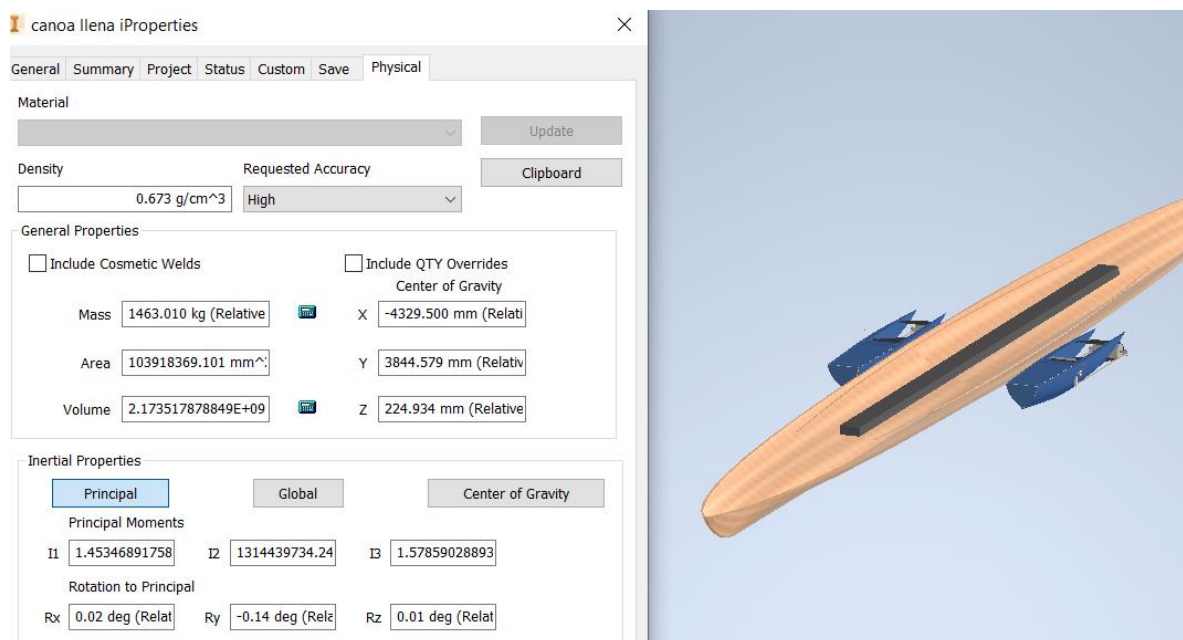 canoa llena iProperties
General Summary Project Status Custom Save Physical
Material
Update
Density Requested Accuracy
Clipboard
0.673 g/cm^3 High
General Properties
Include Cosmetic Welds Include QTY Overrides
Center of Gravity
Mass 1463.010 kg (Relative X -4329.500 mm (Relati
Area 103918369.101 mm^ Y 3844.579 mm (Relativ
Volume 2.173517878849E+09 Z 224.934 mm (Relative
Inertial Properties
Principal Global Center of Gravity
Principal Moments
I1 1.45346891758 I2 1314439734.24 I3 1.57859028893
Rotation to Principal
Rx 0.02 deg (Relat Ry -0.14 deg (Rela Rz 0.01 deg (Relat